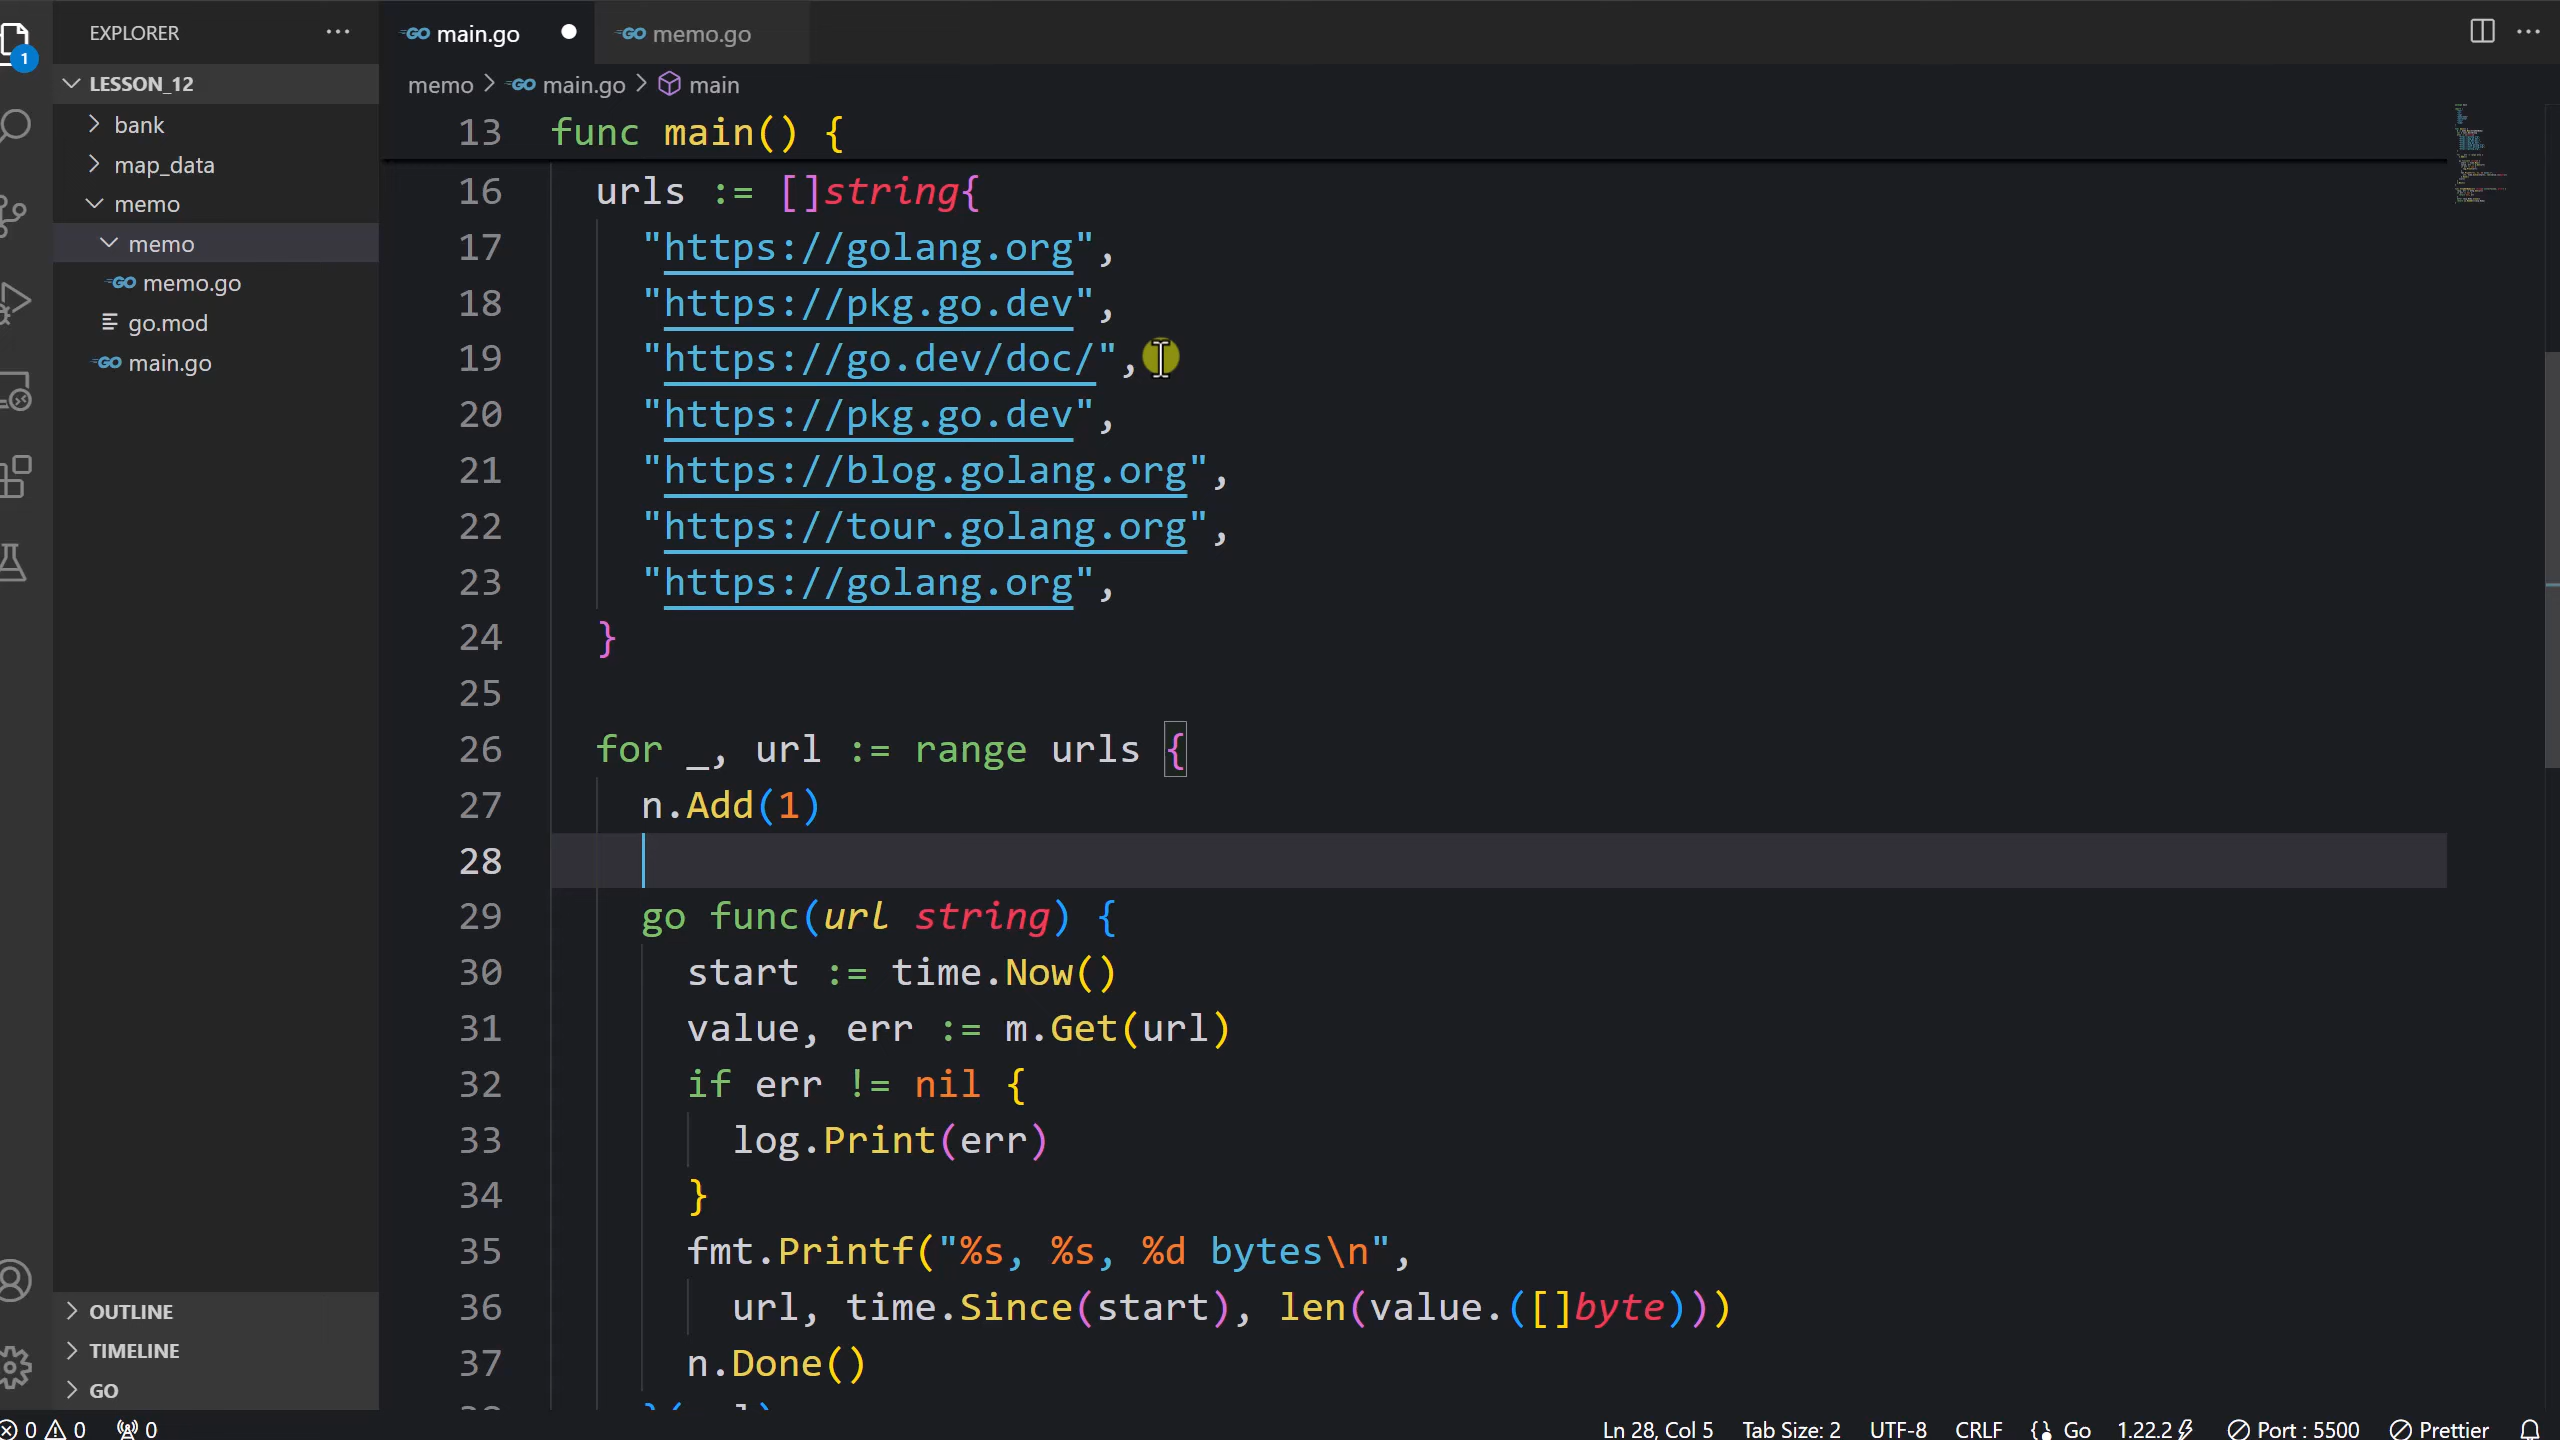 EXPLORER
1
LESSON_12
bank
map_data
memo
memo
GO memo.go
go.mod
GO main.go
OUTLINE
TIMELINE
GO
GO main.go
GO memo.go
memo > GO main.go > main
13 func main() {
16 urls := []string{
17 "https://golang.org",
18 "https://pkg.go.dev",
19 "https://go.dev/doc/",
20 "https://pkg.go.dev",
21 "https://blog.golang.org",
22 "https://tour.golang.org",
23 "https://golang.org",
24 }
25
26 for _, url := range urls {
27 n.Add(1)
28
29 go func(url string) {
30 start := time.Now()
31 value, err := m.Get(url)
32 if err != nil {
33 log.Print(err)
34 }
35 fmt.Printf("%s, %s, %d bytes\n",
36 url, time.Since(start), len(value.([]byte)))
37 n.Done()
0 0 0 Ln 28, Col 5 Tab Size: 2 UTF-8 CRLF Go 1.22.2 Port : 5500 Prettier